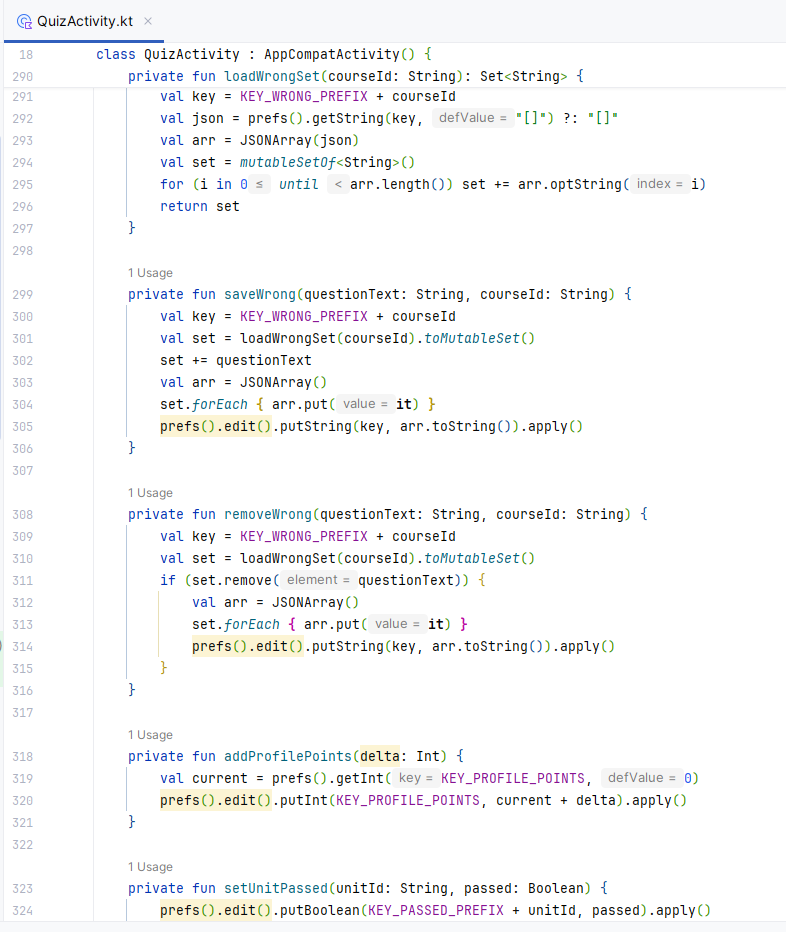 QuizActivity.kt ×
18 class QuizActivity : AppCompatActivity() {
290 private fun loadWrongSet(courseId: String): Set<String> {
291 val key = KEY_WRONG_PREFIX + courseId
292 val json = prefs().getString(key, defValue = "[]") ?: "[]"
293 val arr = JSONArray(json)
294 val set = mutableSetOf<String>()
295 for (i in 0 ≤ until < arr.length()) set += arr.optString( index = i)
296 return set
297 }
298
1 Usage
299 private fun saveWrong(questionText: String, courseId: String) {
300 val key = KEY_WRONG_PREFIX + courseId
301 val set = loadWrongSet(courseId).toMutableSet()
302 set += questionText
303 val arr = JSONArray()
304 set.forEach { arr.put( value = it) }
305 prefs().edit().putString(key, arr.toString()).apply()
306 }
307
1 Usage
308 private fun removeWrong(questionText: String, courseId: String) {
309 val key = KEY_WRONG_PREFIX + courseId
310 val set = loadWrongSet(courseId).toMutableSet()
311 if (set.remove( element = questionText)) {
312 val arr = JSONArray()
313 set.forEach { arr.put( value = it) }
314 prefs().edit().putString(key, arr.toString()).apply()
315 }
316 }
317
1 Usage
318 private fun addProfilePoints(delta: Int) {
319 val current = prefs().getInt( key = KEY_PROFILE_POINTS, defValue = 0)
320 prefs().edit().putInt(KEY_PROFILE_POINTS, current + delta).apply()
321 }
322
1 Usage
323 private fun setUnitPassed(unitId: String, passed: Boolean) {
324 prefs().edit().putBoolean(KEY_PASSED_PREFIX + unitId, passed).apply()